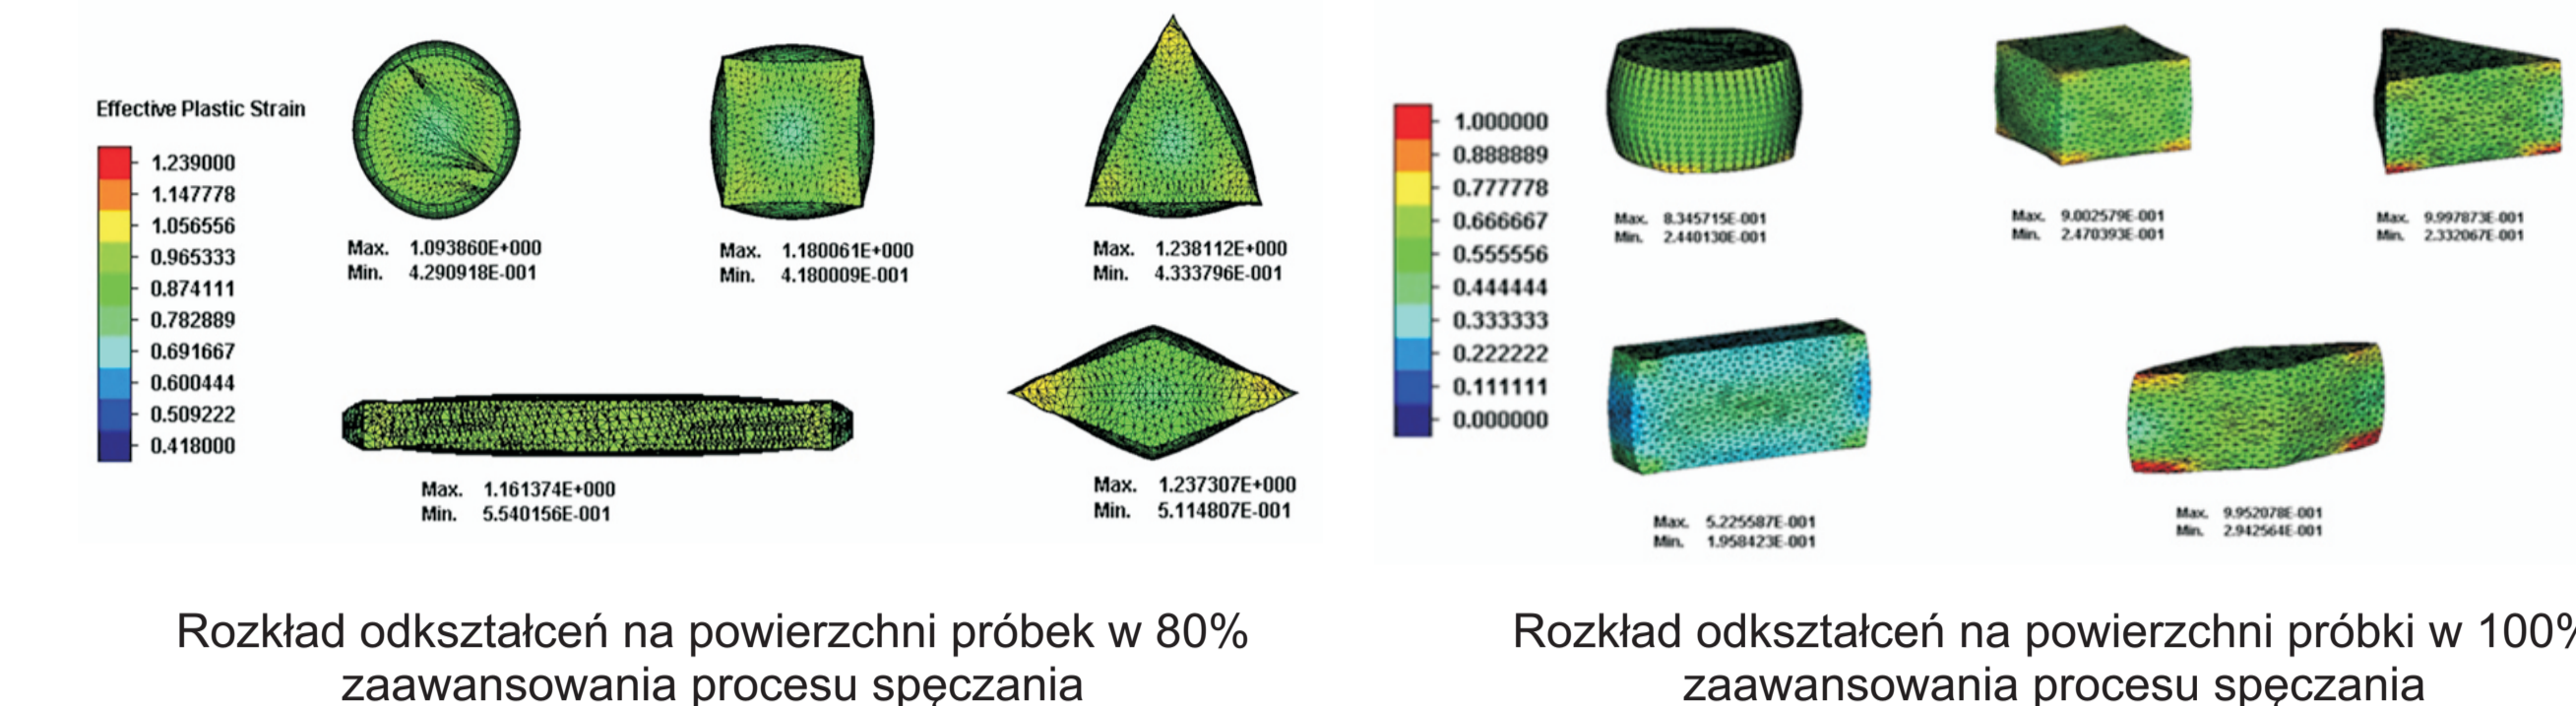 Effective Plastic Strain
1.239000
1.147778
1.056556
0.965333
0.874111
0.782889
0.691667
0.600444
0.509222
0.418000
Max. 1.093860E+000
Min. 4.290918E-001
Max. 1.180061E+000
Min. 4.180009E-001
Max. 1.238112E+000
Min. 4.333796E-001
Max. 1.161374E+000
Min. 5.540156E-001
Max. 1.237307E+000
Min. 5.114807E-001
Rozkład odkształceń na powierzchni próbek w 80%
zaawansowania procesu spęczania
1.000000
0.888889
0.777778
0.666667
0.555556
0.444444
0.333333
0.222222
0.111111
0.000000
Max. 8.345715E-001
Min. 2.440130E-001
Max. 9.002579E-001
Min. 2.470393E-001
Max. 9.997873E-001
Min. 2.332067E-001
Max. 5.225587E-001
Min. 1.958423E-001
Max. 9.952078E-001
Min. 2.942564E-001
Rozkład odkształceń na powierzchni próbki w 100%
zaawansowania procesu spęczania